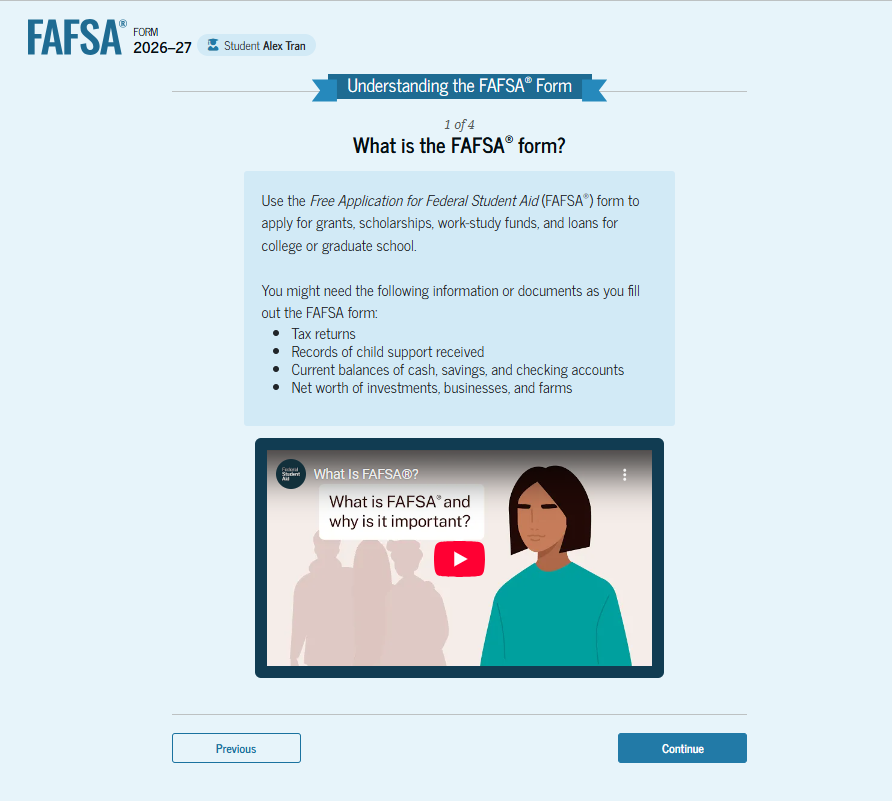 FAFSA®
FORM
2026–27
Student Alex Tran
Understanding the FAFSA® Form
1 of 4
What is the FAFSA® form?
Use the Free Application for Federal Student Aid (FAFSA®) form to
apply for grants, scholarships, work-study funds, and loans for
college or graduate school.
You might need the following information or documents as you fill
out the FAFSA form:
• Tax returns
• Records of child support received
• Current balances of cash, savings, and checking accounts
• Net worth of investments, businesses, and farms
Federal
Student
Aid
What Is FAFSA®?
What is FAFSA® and
why is it important?
Previous
Continue